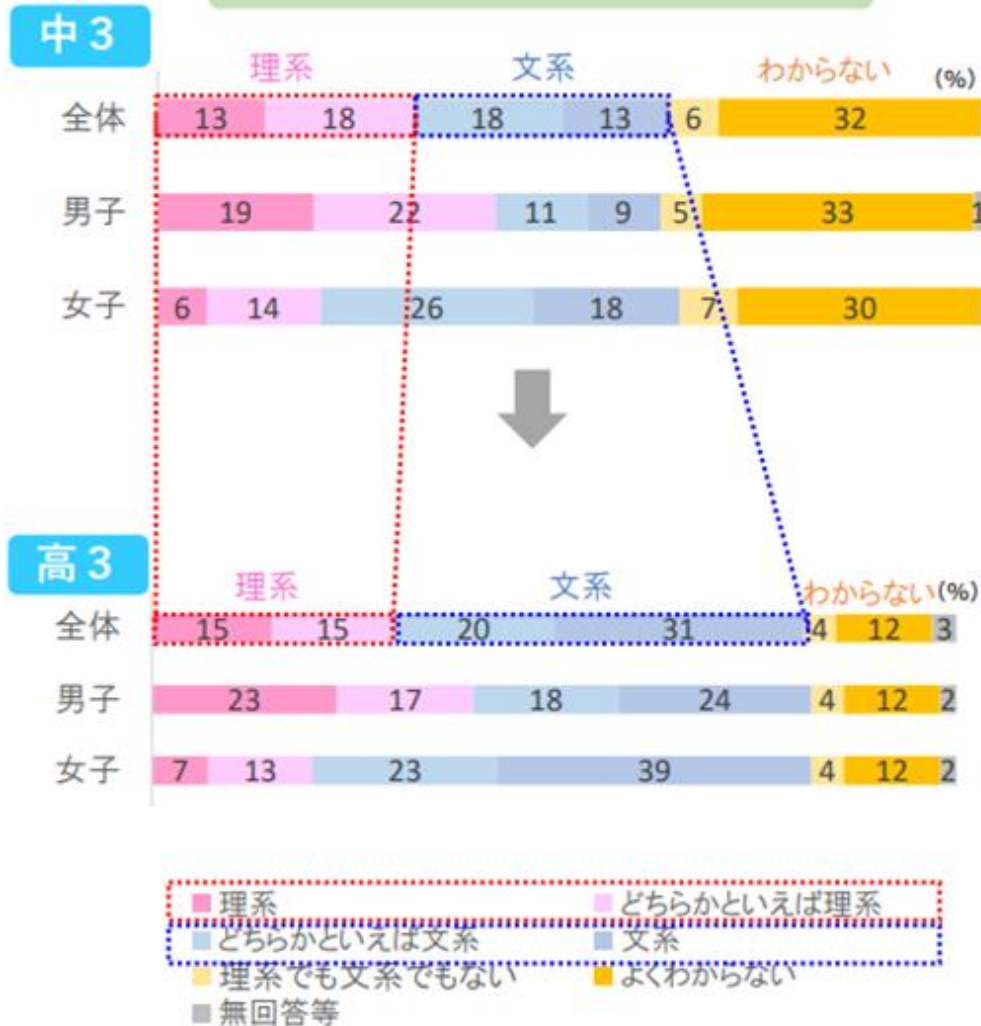 中3
理系 文系 わからない (%)
全体 13 18 18 13 6 32
男子 19 22 11 9 5 33 1
女子 6 14 26 18 7 30
高3
理系 文系 わからない (%)
全体 15 15 20 31 4 12 3
男子 23 17 18 24 4 12 2
女子 7 13 23 39 4 12 2
理系 どちらかといえば理系
どちらかといえば文系 文系
理系でも文系でもない よくわからない
無回答等